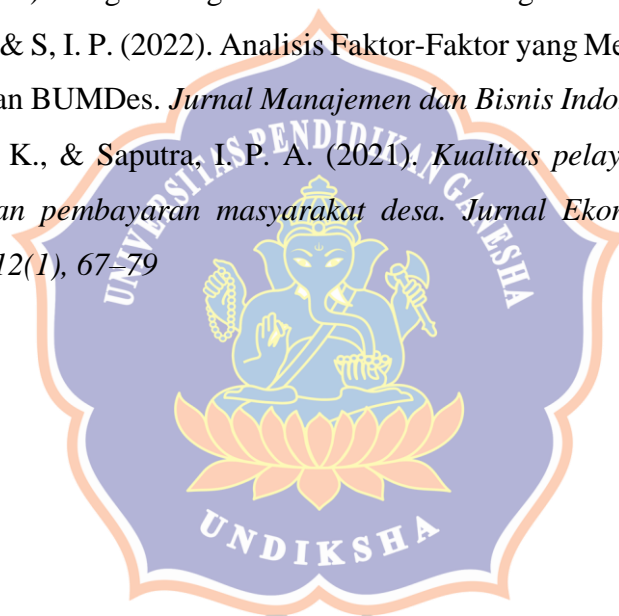 & S, I. P. (2022). Analisis Faktor-Faktor yang Me
an BUMDes. Jurnal Manajemen dan Bisnis Indo
K., & Saputra, I. P. A. (2021). Kualitas pelay
an pembayaran masyarakat desa. Jurnal Ekon
12(1), 67–79
UNIVERSITAS PENDIDIKAN GANESHA
UNDIKSHA